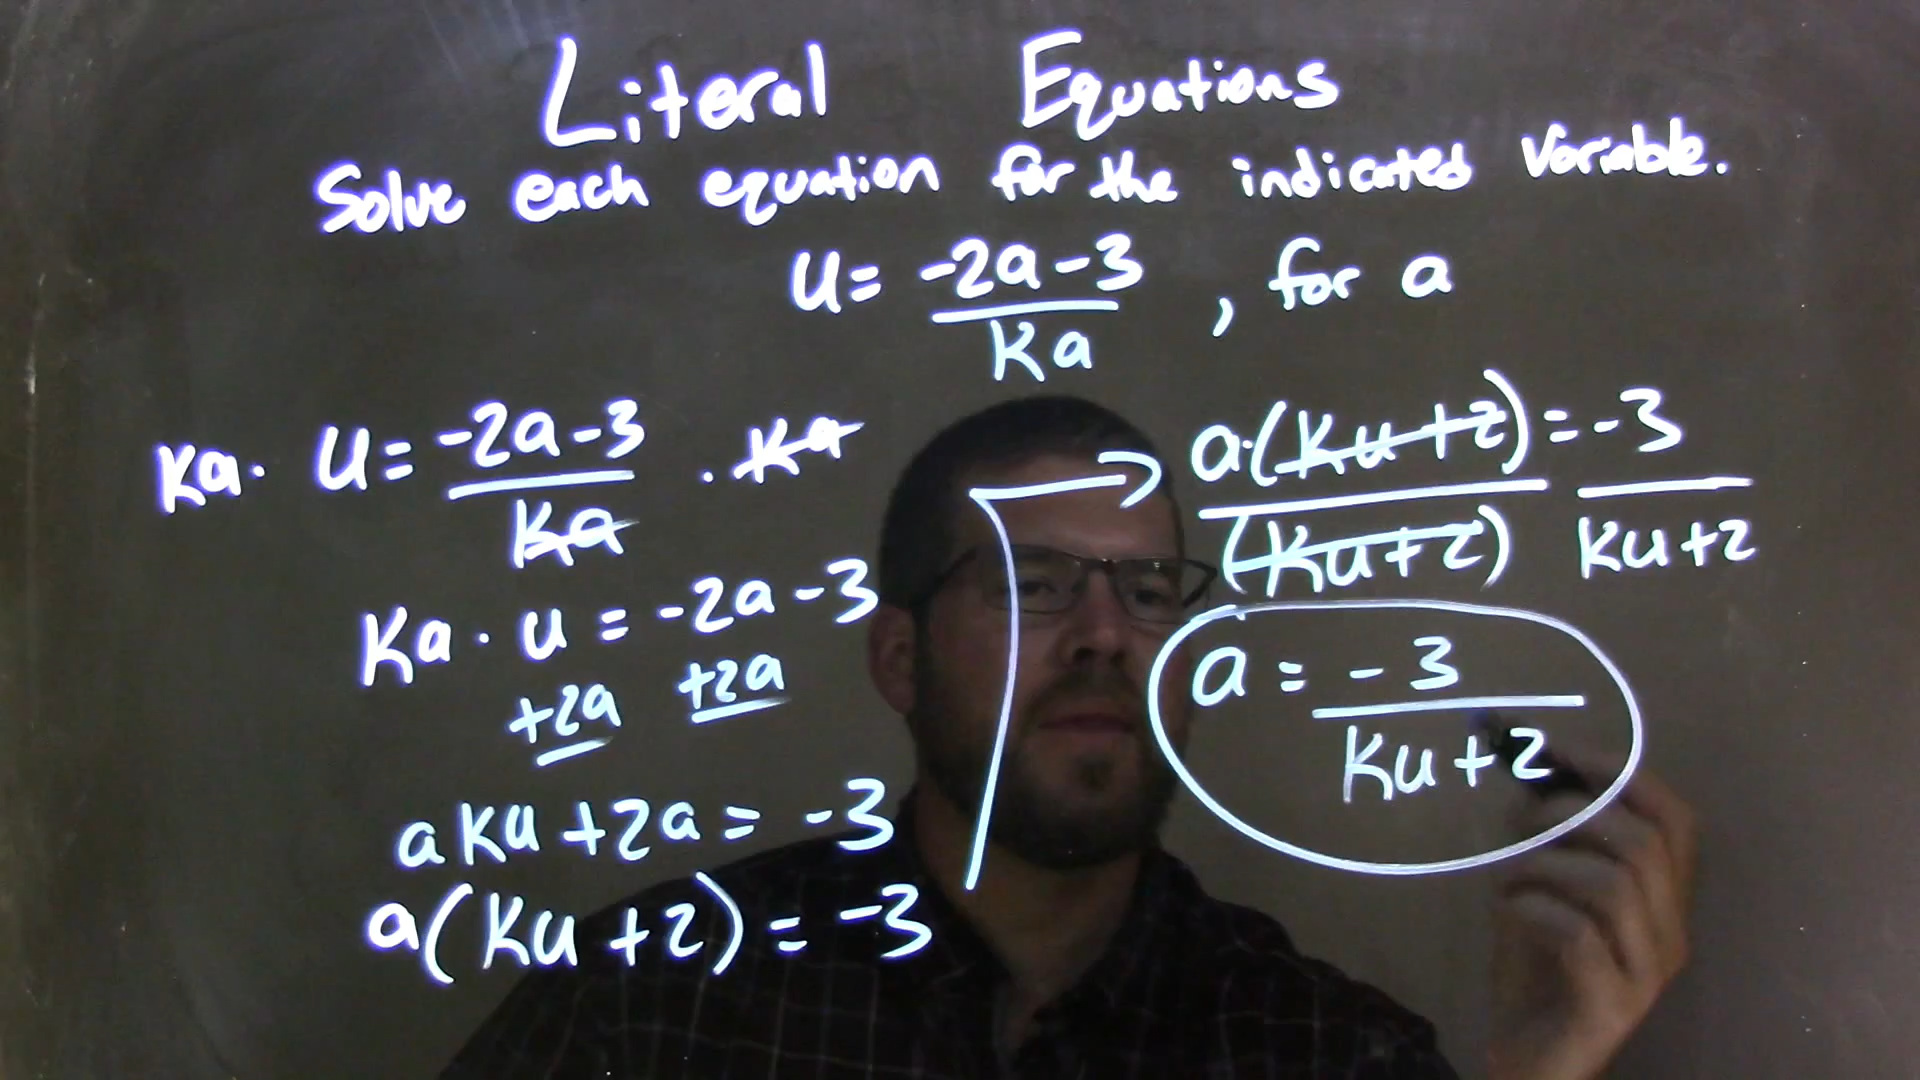 Literal Equations
Solve each equation for the indicated variable.
u = -2a-3 / ka , for a
ka · u = -2a-3 / ka · ka
ka · u = -2a-3
+2a +2a
aku+2a = -3
a(ku+2) = -3
a·(ku+2) / (ku+2) = -3 / ku+2
a = -3 / ku+2